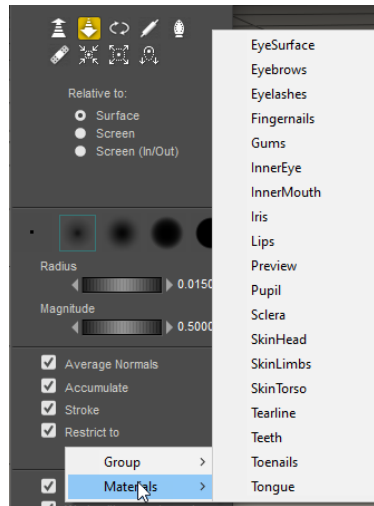 Relative to:
Surface
Screen
Screen (In/Out)
Radius
0.0150
Magnitude
0.5000
Average Normals
Accumulate
Stroke
Restrict to
Group
Materials
EyeSurface
Eyebrows
Eyelashes
Fingernails
Gums
InnerEye
InnerMouth
Iris
Lips
Preview
Pupil
Sclera
SkinHead
SkinLimbs
SkinTorso
Tearline
Teeth
Toenails
Tongue